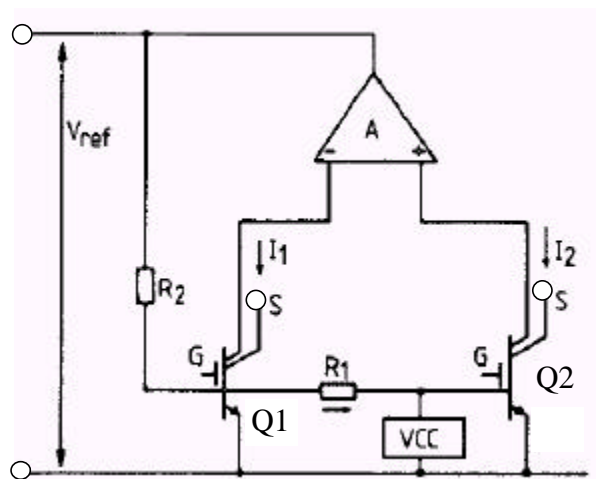 A
- +
Vref
I1
I2
S
S
R2
G
R1
G
Q2
Q1
VCC